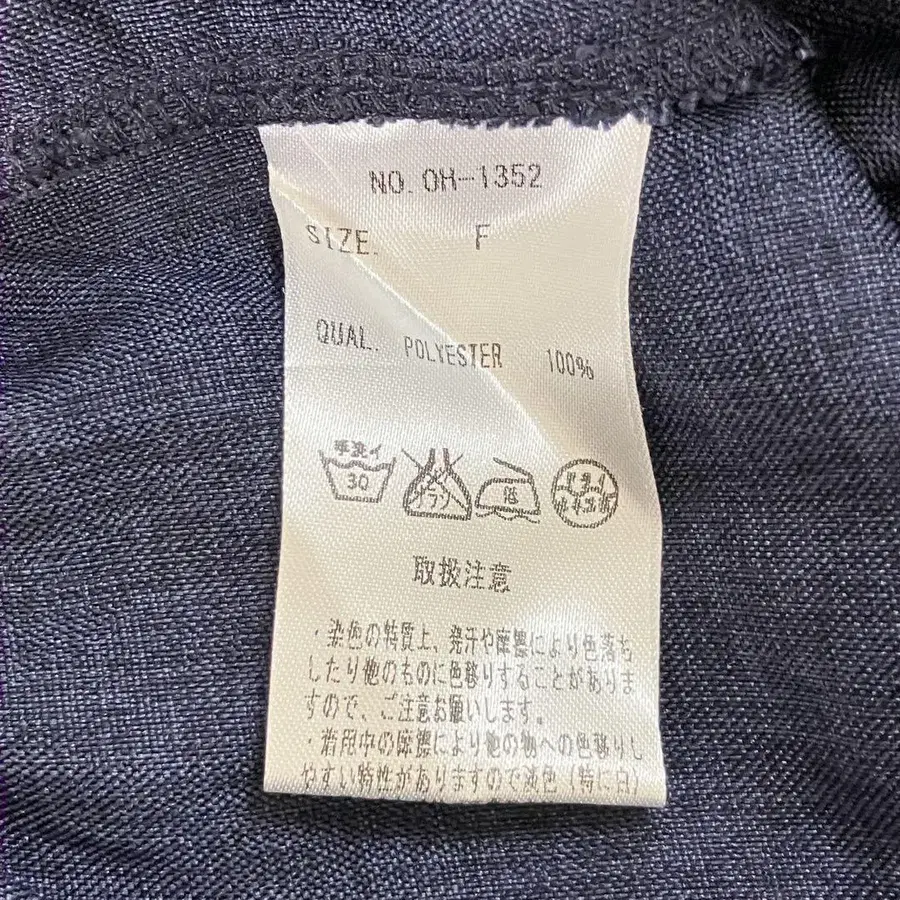 NO. OH-1352
SIZE. F
QUAL. POLYESTER 100%
手洗イ
30
低
ドライ
取扱注意
・染色の特質上、発汗や摩擦により色落ち
したり他のものに色移りすることがありま
すので、ご注意お願いします。
・着用中の摩擦により他の物への色移りし
やすい特性がありますので淡色(特に白)